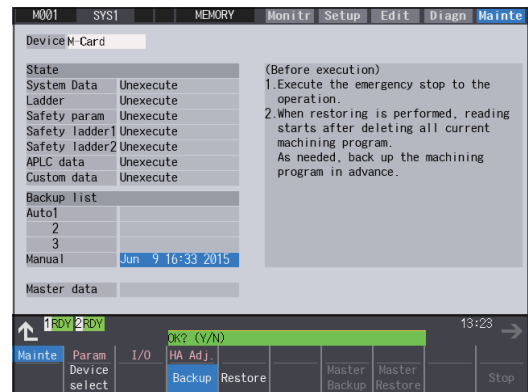 M001 SYS1 MEMORY Monitr Setup Edit Diagn Mainte
Device M-Card
State
System Data Unexecute
Ladder Unexecute
Safety param Unexecute
Safety ladder1 Unexecute
Safety ladder2 Unexecute
APLC data Unexecute
Custom data Unexecute
Backup list
Auto1
2
3
Manual Jun 9 16:33 2015
Master data
(Before execution)
1.Execute the emergency stop to the
operation.
2.When restoring is performed, reading
starts after deleting all current
machining program.
As needed, back up the machining
program in advance.
1RDY 2RDY 13:23
OK? (Y/N)
Mainte Param I/O HA Adj.
Device
select Backup Restore Master
Backup Master
Restore Stop